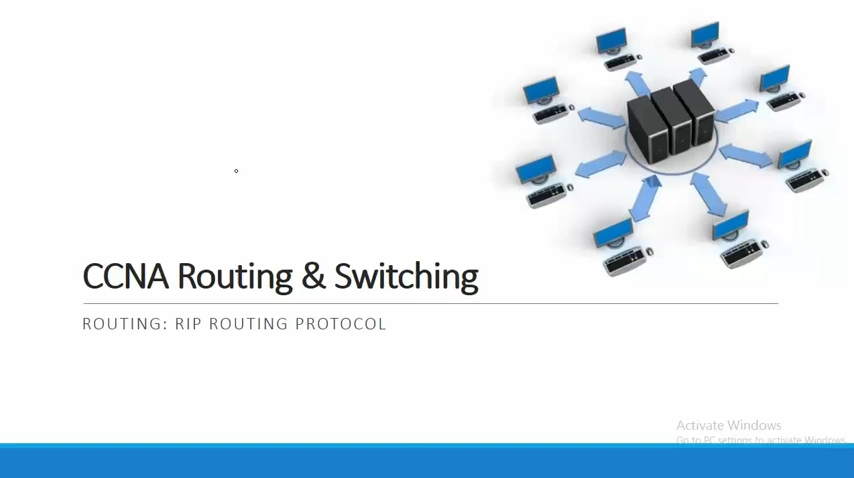 CCNA Routing & Switching
ROUTING: RIP ROUTING PROTOCOL
Activate Windows
Go to PC settings to activate Windows.